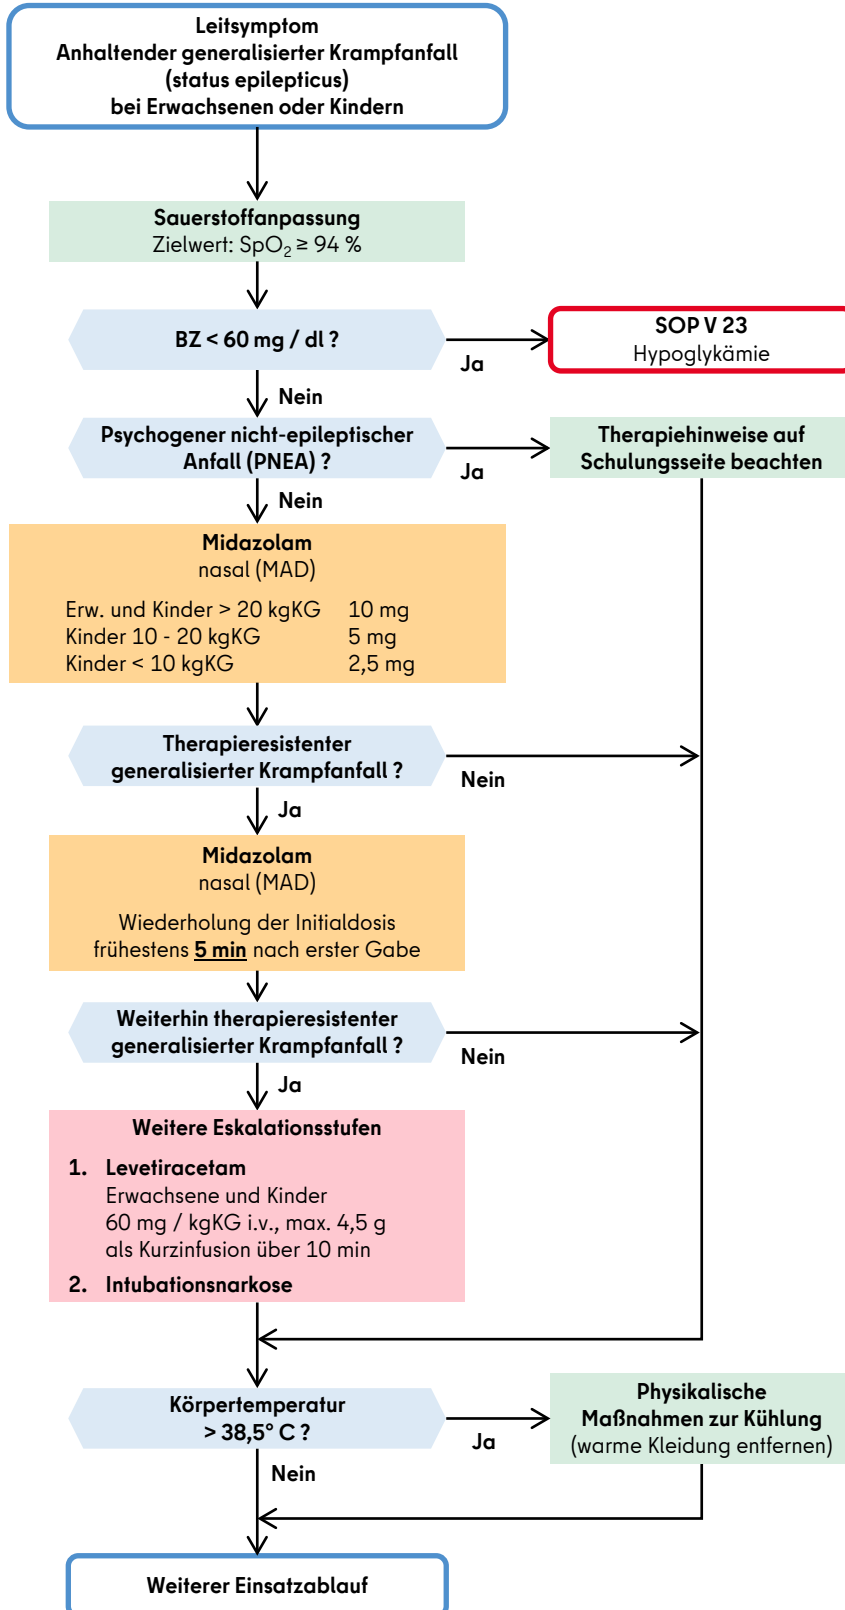 Leitsymptom
Anhaltender generalisierter Krampfanfall
(status epilepticus)
bei Erwachsenen oder Kindern
Sauerstoffanpassung
Zielwert: SpO₂ ≥ 94 %
BZ < 60 mg / dl ?
Ja
SOP V 23
Hypoglykämie
Nein
Psychogener nicht-epileptischer
Anfall (PNEA) ?
Ja
Therapiehinweise auf
Schulungsseite beachten
Nein
Midazolam
nasal (MAD)
Erw. und Kinder > 20 kgKG 10 mg
Kinder 10 - 20 kgKG 5 mg
Kinder < 10 kgKG 2,5 mg
Therapieresistenter
generalisierter Krampfanfall ?
Nein
Ja
Midazolam
nasal (MAD)
Wiederholung der Initialdosis
frühestens 5 min nach erster Gabe
Weiterhin therapieresistenter
generalisierter Krampfanfall ?
Nein
Ja
Weitere Eskalationsstufen
1. Levetiracetam
Erwachsene und Kinder
60 mg / kgKG i.v., max. 4,5 g
als Kurzinfusion über 10 min
2. Intubationsnarkose
Körpertemperatur
> 38,5° C ?
Ja
Physikalische
Maßnahmen zur Kühlung
(warme Kleidung entfernen)
Nein
Weiterer Einsatzablauf